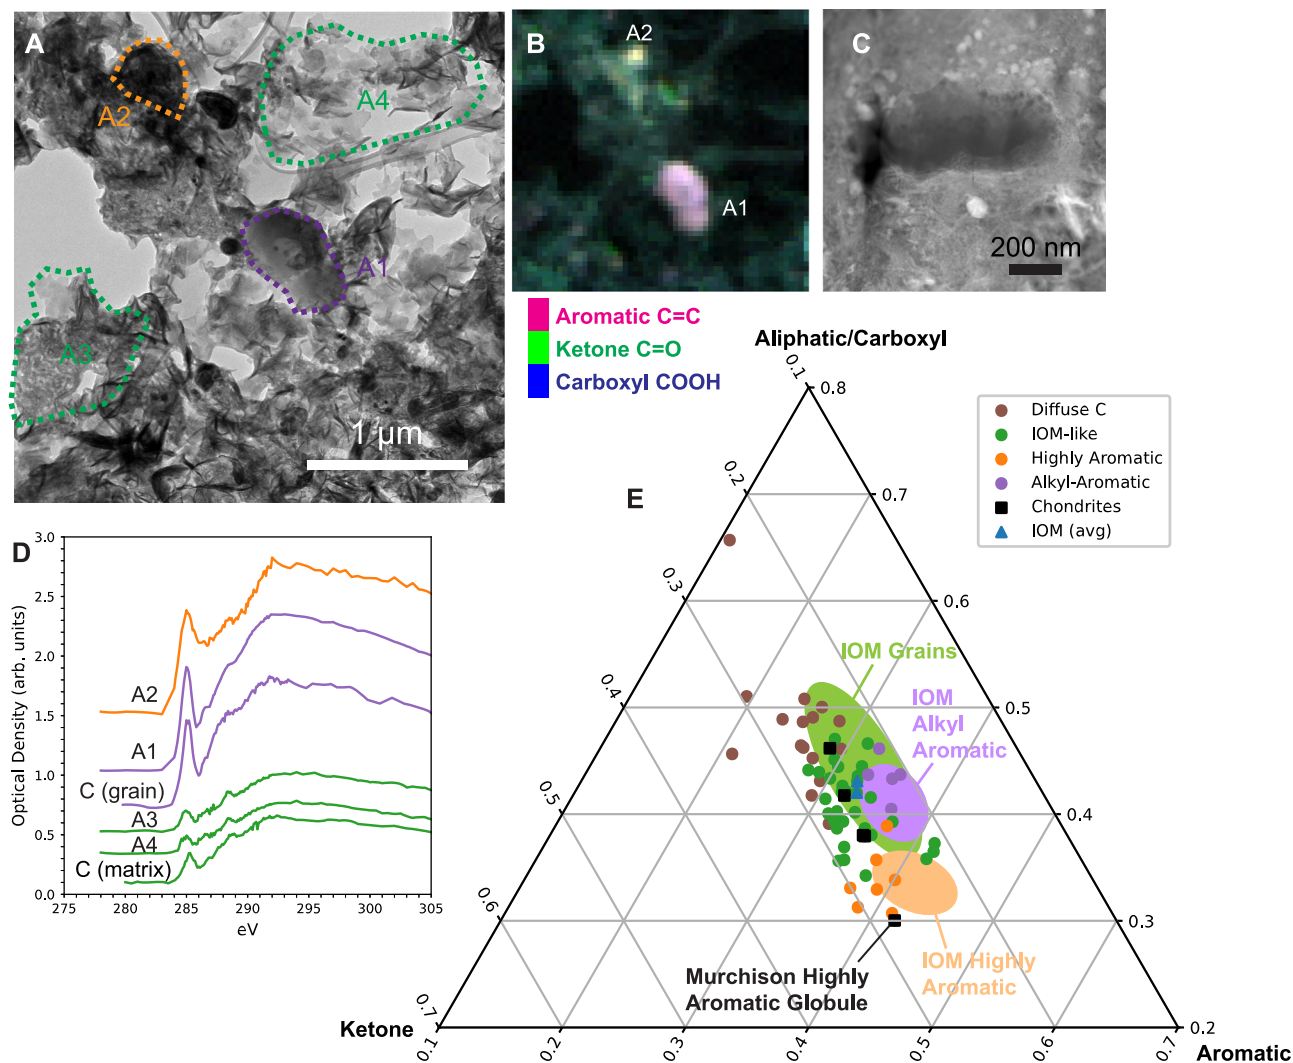 A
A2
A4
A1
A3
1 µm
B
A2
A1
C
200 nm
Aromatic C=C
Ketone C=O
Carboxyl COOH
D
3.0
2.5
2.0
1.5
1.0
0.5
0.0
Optical Density (arb. units)
A2
A1
C (grain)
A3
A4
C (matrix)
275
280
285
290
295
300
305
eV
E
Aliphatic/Carboxyl
0.1
0.2
0.3
0.4
0.5
0.6
0.7
0.8
0.7
0.6
0.5
0.4
0.3
0.2
Diffuse C
IOM-like
Highly Aromatic
Alkyl-Aromatic
Chondrites
IOM (avg)
IOM Grains
IOM
Alkyl
Aromatic
Murchison Highly
Aromatic Globule
IOM Highly
Aromatic
Ketone
0.1
0.2
0.3
0.4
0.5
0.6
0.7
Aromatic